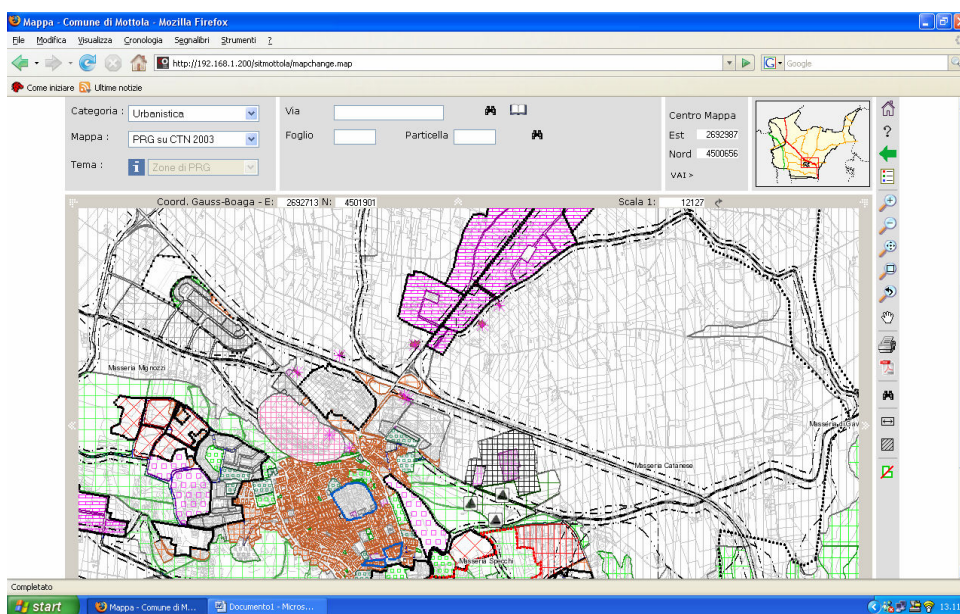 Mappa - Comune di Mottola - Mozilla Firefox
File Modifica Visualizza Cronologia Segnalibri Strumenti ?
http://192.168.1.200/sitmottola/mapchange.map
G Google
Come iniziare Ultime notizie
Categoria : Urbanistica
Via
Centro Mappa
Mappa : PRG su CTN 2003
Foglio Particella
Est 2692987
Nord 4500656
Tema : i Zone di PRG
VAI >
?
Coord. Gauss-Boaga - E: 2692713 N: 4501901
Scala 1: 12127
Masseria Mignozzi
Masseria di Gav
Masseria Catanese
Masseria Specchi
Completato
start
Mappa - Comune di M...
Documento1 - Micros...
13.11